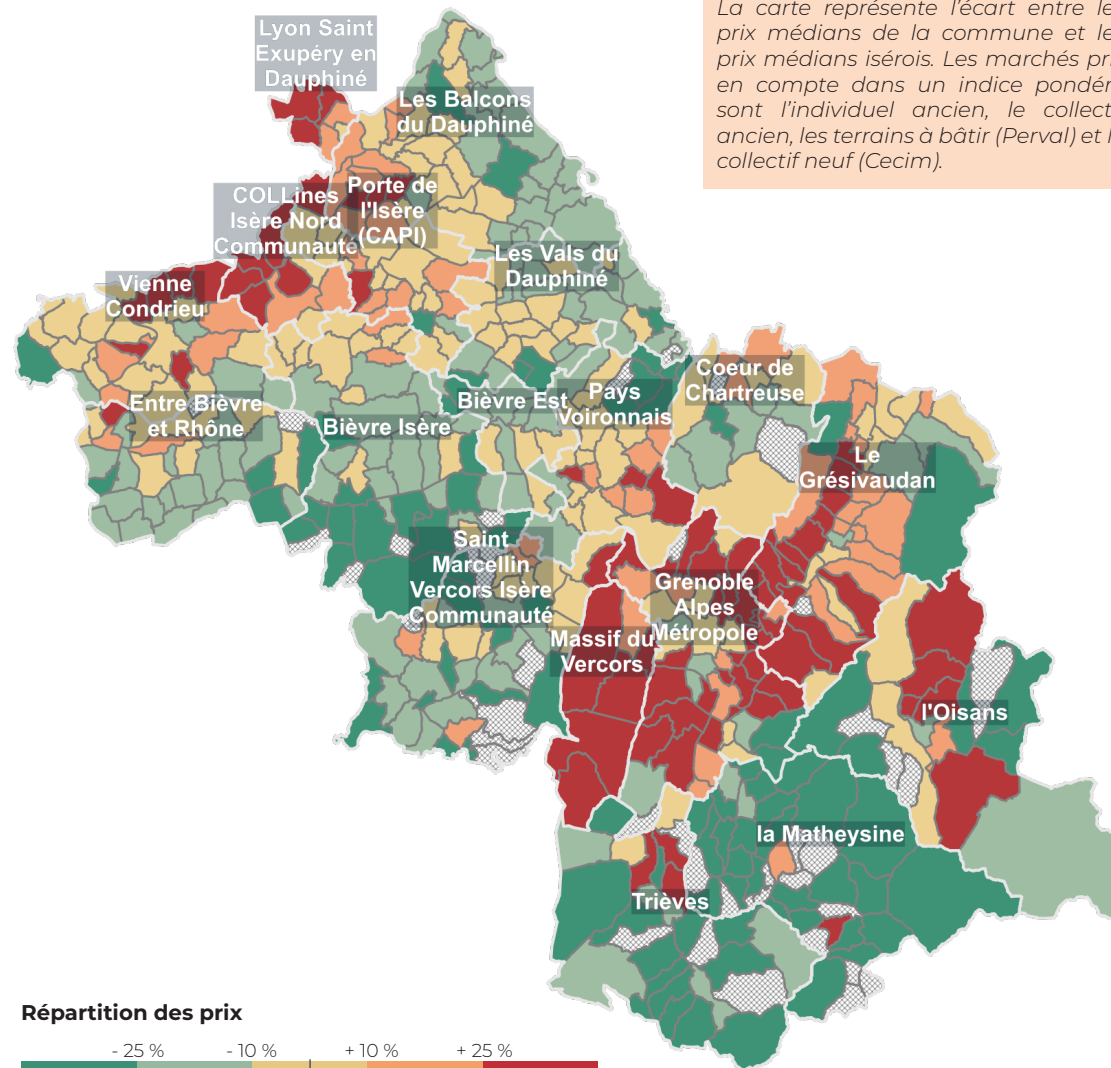 La carte représente l'écart entre le
prix médians de la commune et le
prix médians isérois. Les marchés pri
en compte dans un indice pondér
sont l'individuel ancien, le collect
ancien, les terrains à bâtir (Perval) et l
collectif neuf (Cecim).
Lyon Saint
Exupéry en
Dauphiné
Les Balcons
du Dauphiné
Porte de
l'Isère
(CAPI)
COLLines
Isère Nord
Communauté
Les Vals du
Dauphiné
Vienne
Condrieu
Coeur de
Chartreuse
Pays
Voironnais
Bièvre Est
Entre Bièvre
et Rhône
Bièvre Isère
Le
Grésivaudan
Saint
Marcellin
Vercors Isère
Communauté
Grenoble
Alpes
Métropole
Massif du
Vercors
l'Oisans
la Matheysine
Trièves
Répartition des prix
- 25 % - 10 % + 10 % + 25 %